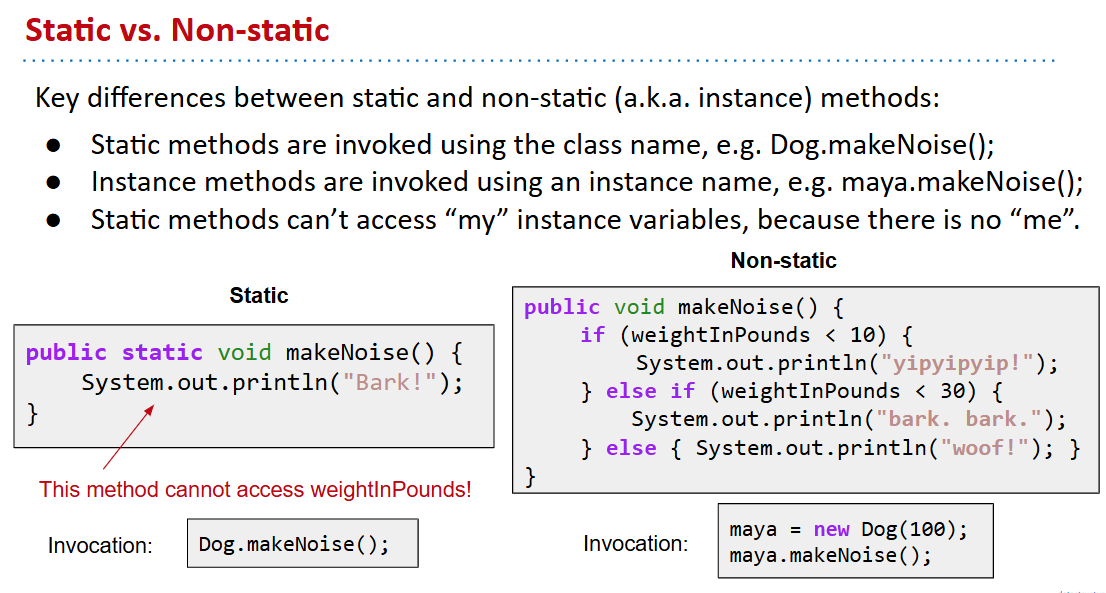 Static vs. Non-static
Key differences between static and non-static (a.k.a. instance) methods:
● Static methods are invoked using the class name, e.g. Dog.makeNoise();
● Instance methods are invoked using an instance name, e.g. maya.makeNoise();
● Static methods can’t access “my” instance variables, because there is no “me”.
Static
public static void makeNoise() {
    System.out.println("Bark!");
}
This method cannot access weightInPounds!
Invocation:
Dog.makeNoise();
Non-static
public void makeNoise() {
    if (weightInPounds < 10) {
        System.out.println("yipyipyip!");
    } else if (weightInPounds < 30) {
        System.out.println("bark. bark.");
    } else { System.out.println("woof!"); }
}
Invocation:
maya = new Dog(100);
maya.makeNoise();